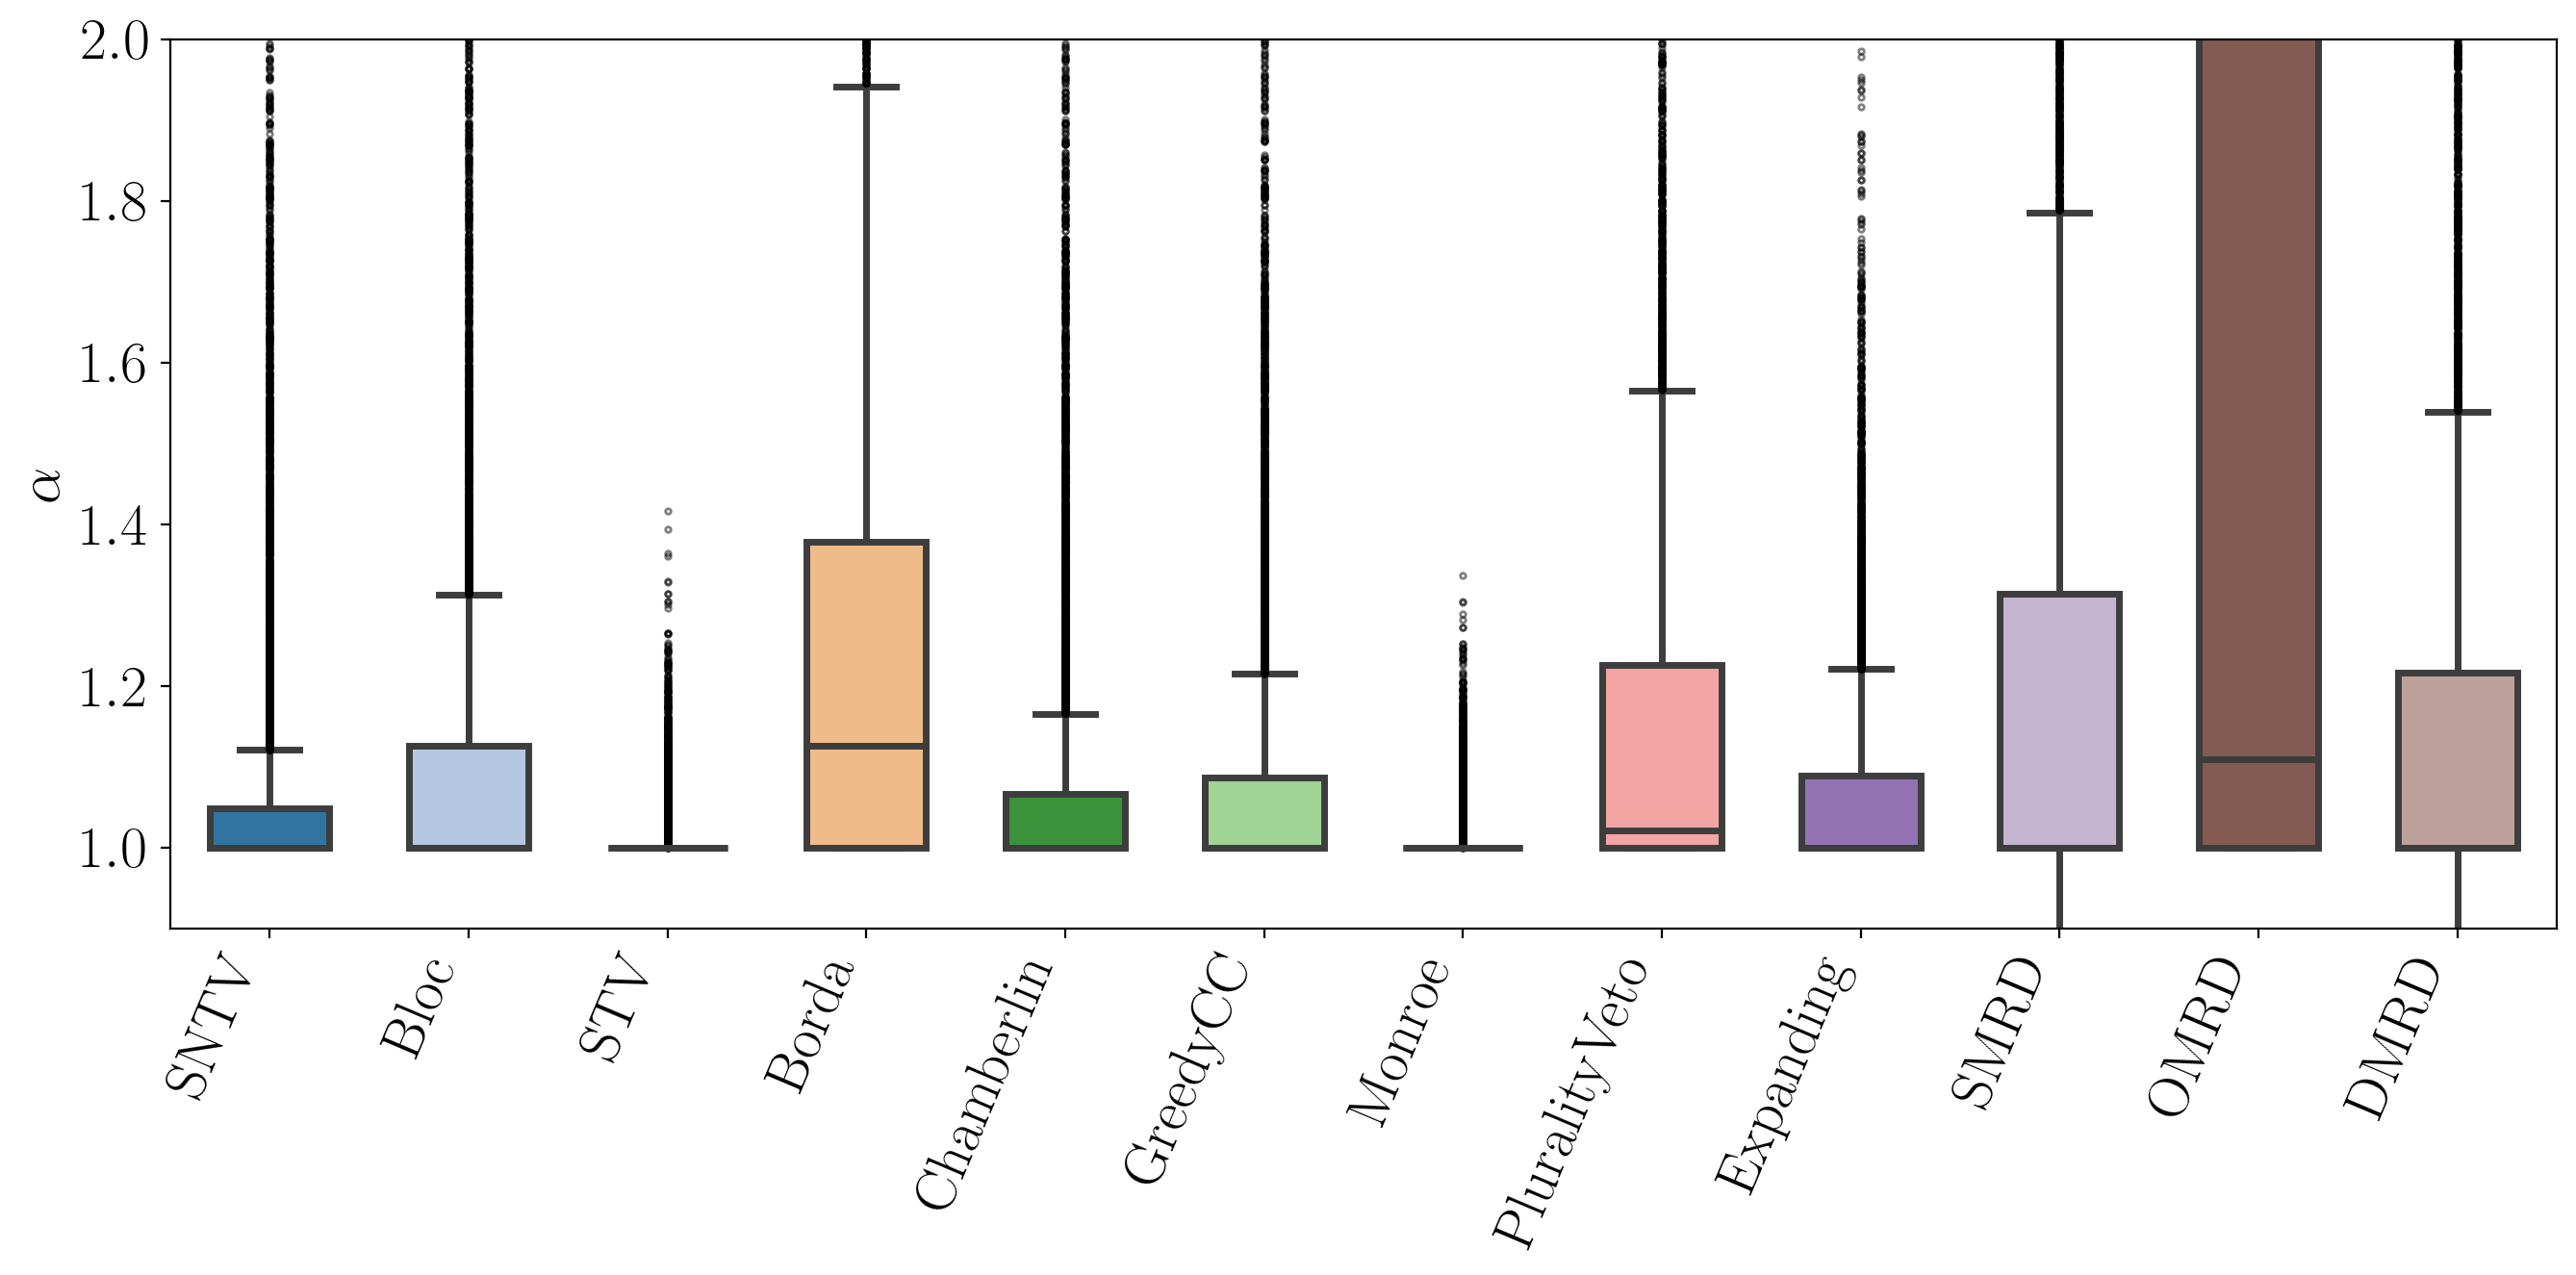 α
2.0
1.8
1.6
1.4
1.2
1.0
SNTV
Bloc
STV
Borda
Chamberlin
GreedyCC
Monroe
PluralityVeto
Expanding
SMRD
OMRD
DMRD